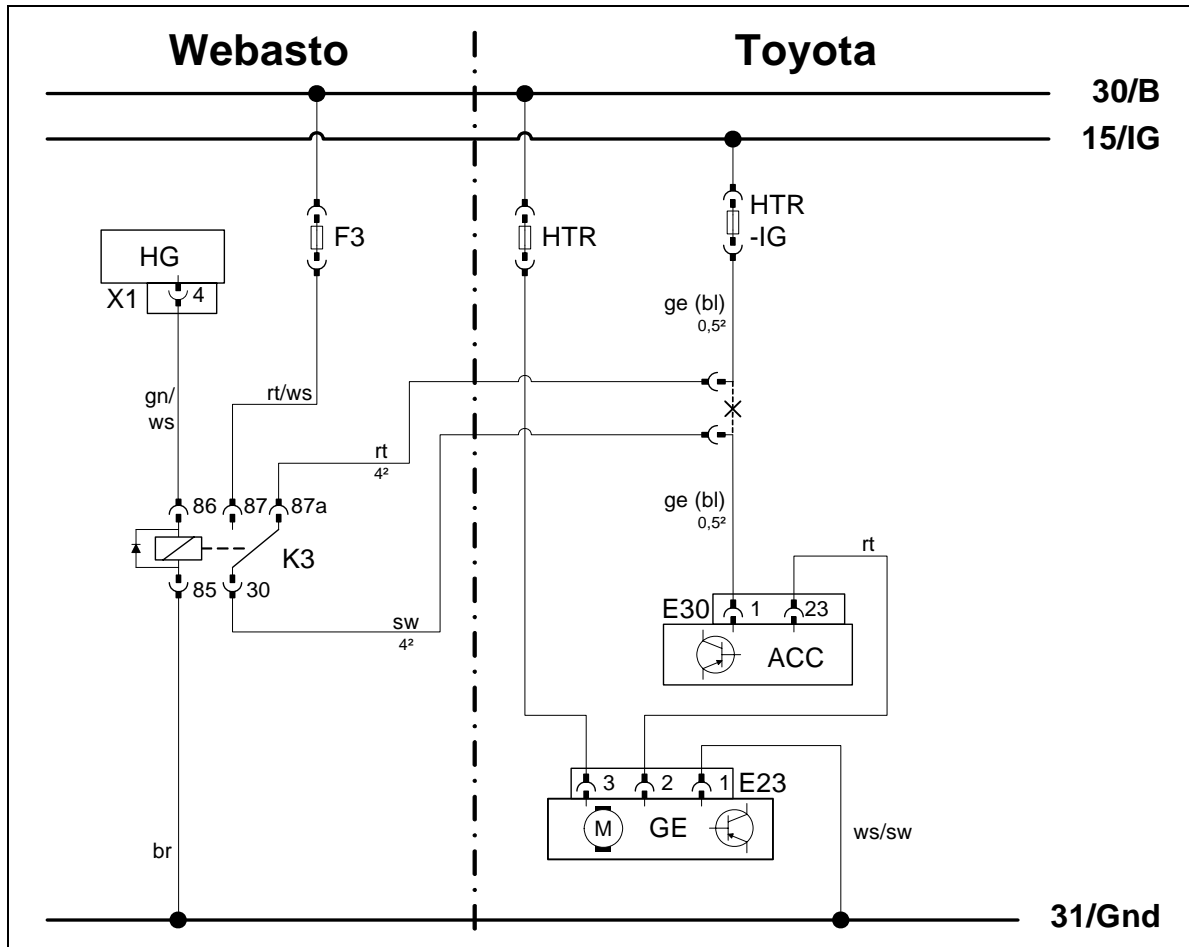 Webasto
Toyota
30/B
15/IG
F3
HTR
HTR
-IG
HG
X1
4
ge (bl)
0,5²
gn/
ws
rt/ws
rt
4²
86
87
87a
K3
85
30
sw
4²
ge (bl)
0,5²
rt
E30
1
23
ACC
3
2
1
E23
M
GE
ws/sw
br
31/Gnd